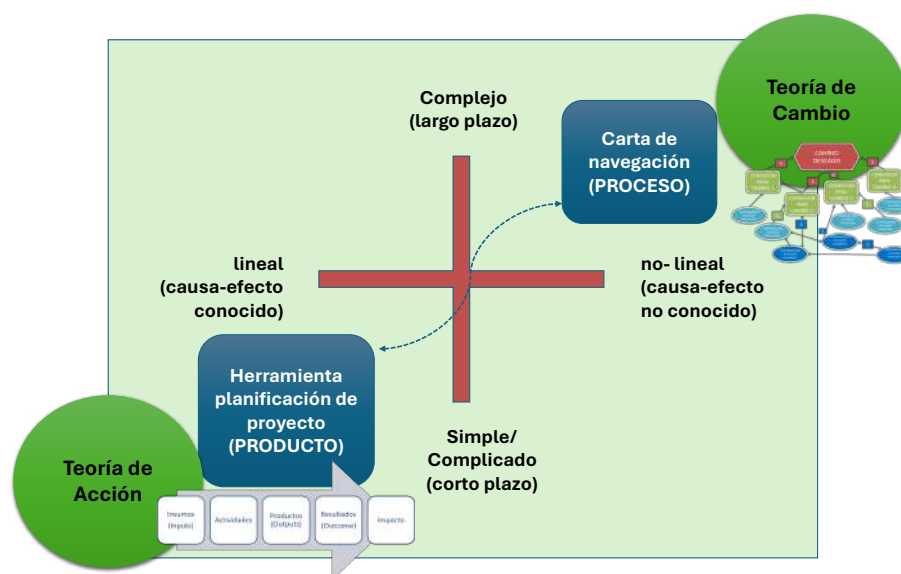 Teoría de
Cambio
Complejo
(largo plazo)
Carta de
navegación
(PROCESO)
CAMBIO
DESEADO
lineal
(causa-efecto
conocido)
no- lineal
(causa-efecto
no conocido)
Herramienta
planificación de
proyecto
(PRODUCTO)
Simple/
Complicado
(corto plazo)
Teoría de
Acción
Insumos
(Inputs)
Actividades
Productos
(Outputs)
Resultados
(Outcome)
Impacto